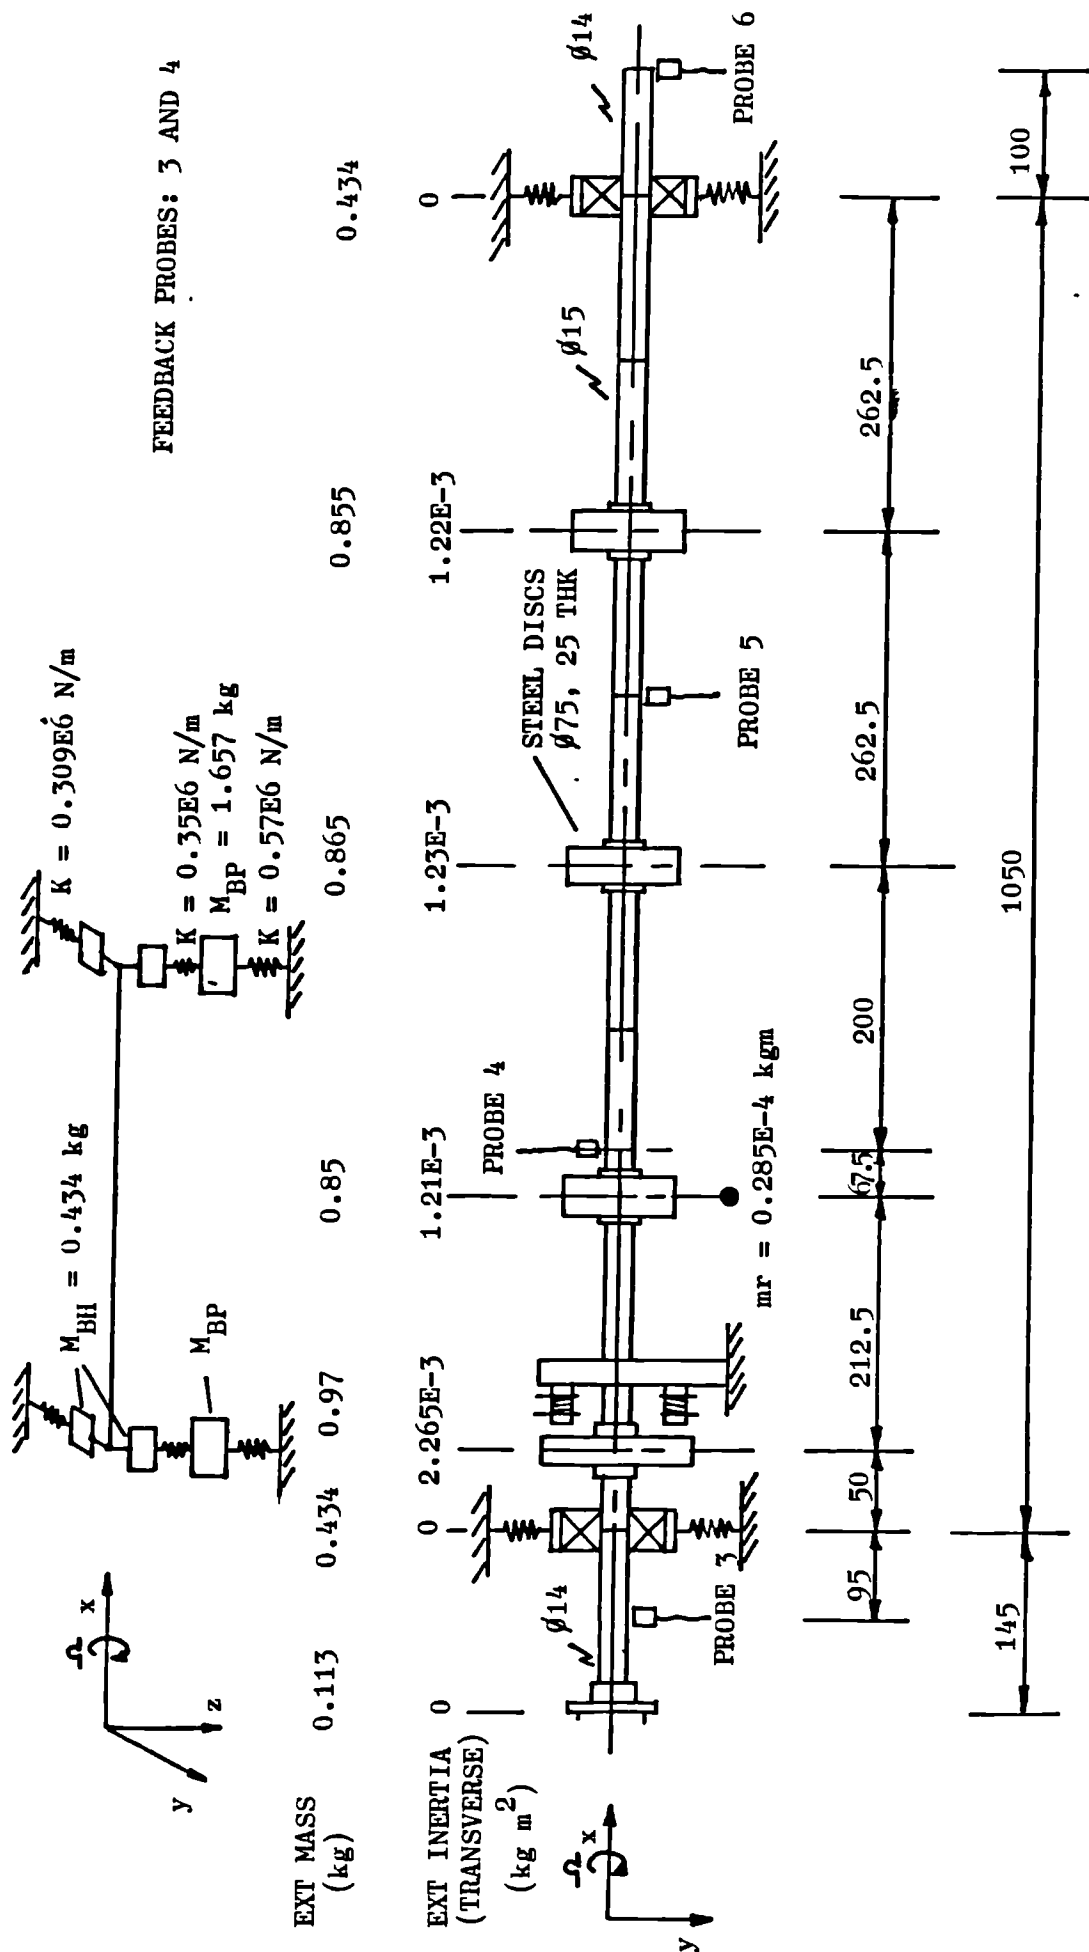 FEEDBACK PROBES: 3 AND 4
K = 0.309E6 N/m
K = 0.35E6 N/m
M_BP = 1.657 kg
K = 0.57E6 N/m
M_BH = 0.434 kg
M_BP
Ω
x
y
z
EXT MASS
(kg)
0.113
0.434
0.97
0.85
0.865
0.855
0.434
EXT INERTIA
(TRANSVERSE)
(kg m²)
0
0
2.265E-3
1.21E-3
1.23E-3
1.22E-3
0
Ω
x
y
Ø14
PROBE 3
PROBE 4
STEEL DISCS
Ø75, 25 THK
PROBE 5
Ø15
Ø14
PROBE 6
mr = 0.285E-4 kgm
95
50
212.5
67.5
200
262.5
262.5
145
1050
100